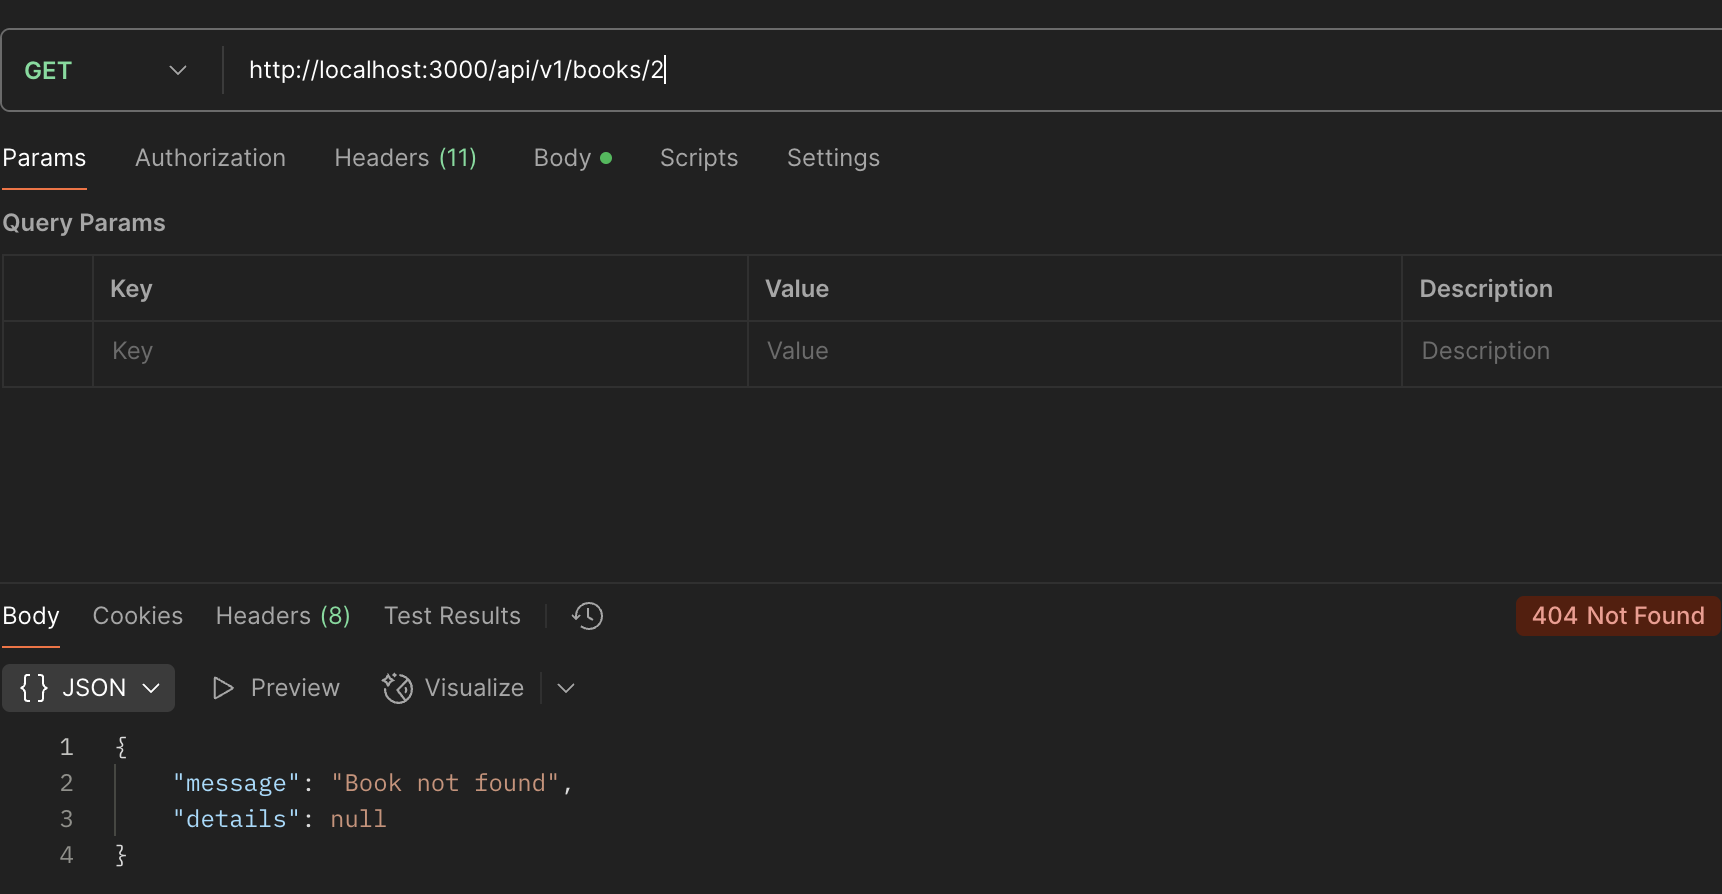 GET http://localhost:3000/api/v1/books/2
Params Authorization Headers (11) Body Scripts Settings
Query Params
Key Value Description
Key Value Description
Body Cookies Headers (8) Test Results 404 Not Found
{} JSON Preview Visualize
1 {
2 "message": "Book not found",
3 "details": null
4 }